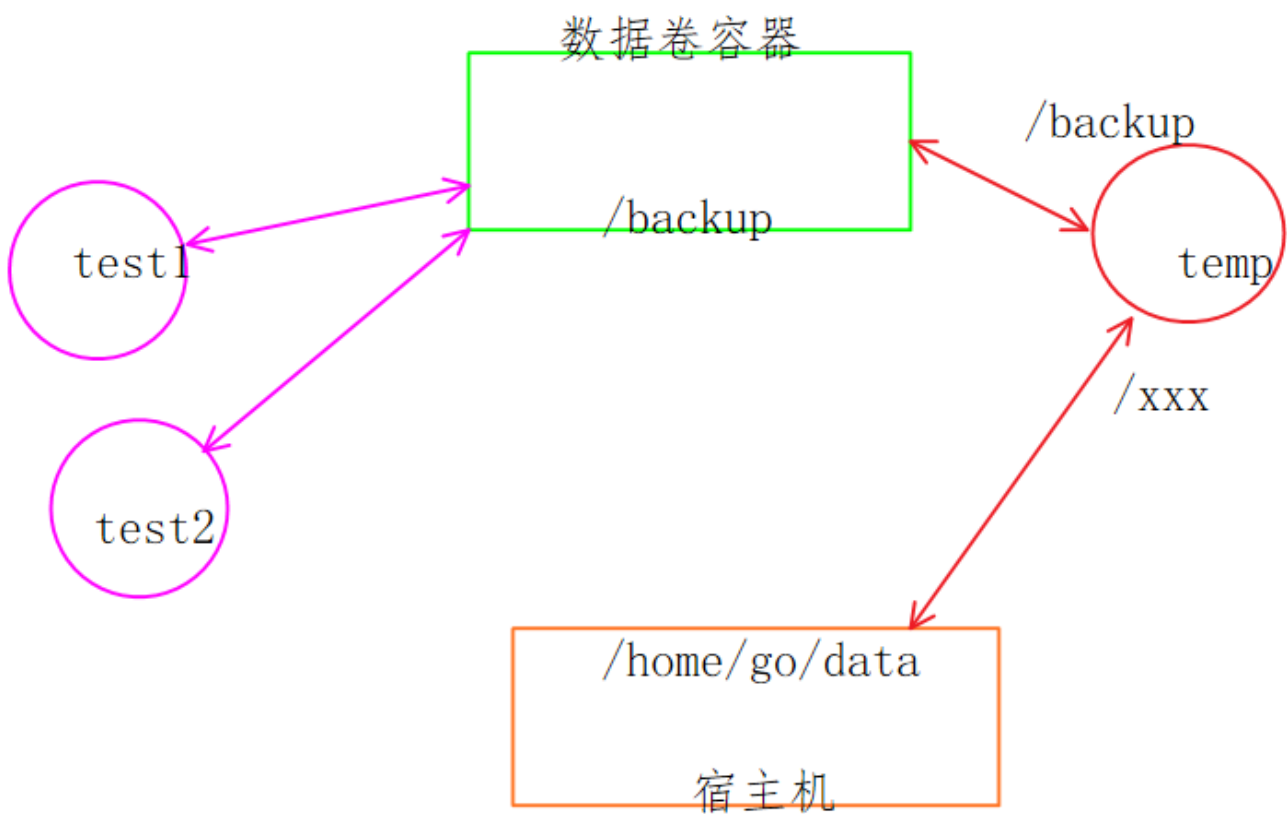 数据卷容器
/backup
/backup
test1
temp
/xxx
test2
/home/go/data
宿主机